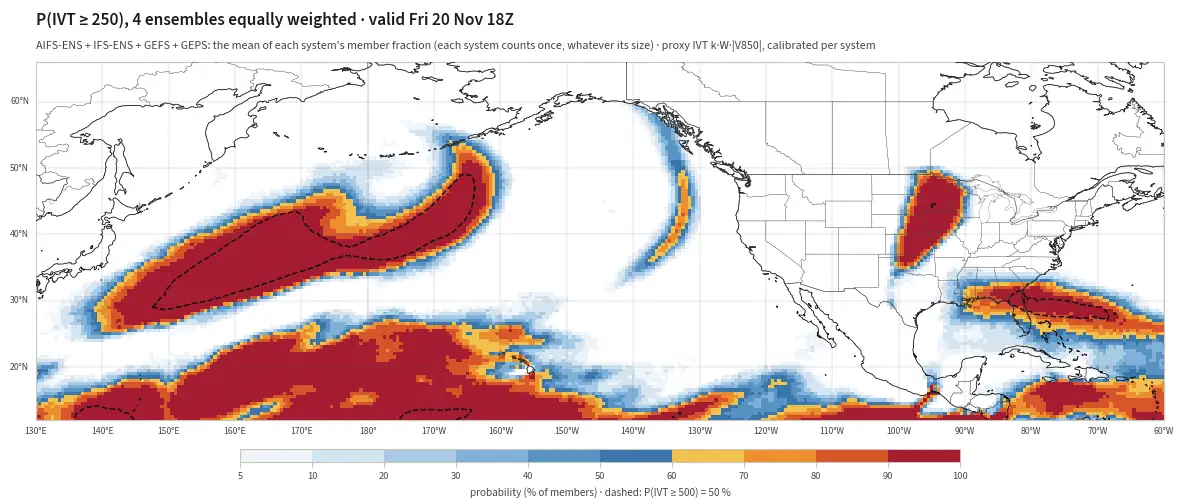 P(IVT ≥ 250), 4 ensembles equally weighted · valid Fri 20 Nov 18Z
AIFS-ENS + IFS-ENS + GEFS + GEPS: the mean of each system's member fraction (each system counts once, whatever its size) · proxy IVT k·W·|V850|, calibrated per system
60°N
50°N
40°N
30°N
20°N
130°E 140°E 150°E 160°E 170°E 180° 170°W 160°W 150°W 140°W 130°W 120°W 110°W 100°W 90°W 80°W 70°W 60°W
5 10 20 30 40 50 60 70 80 90 100
probability (% of members) · dashed: P(IVT ≥ 500) = 50 %